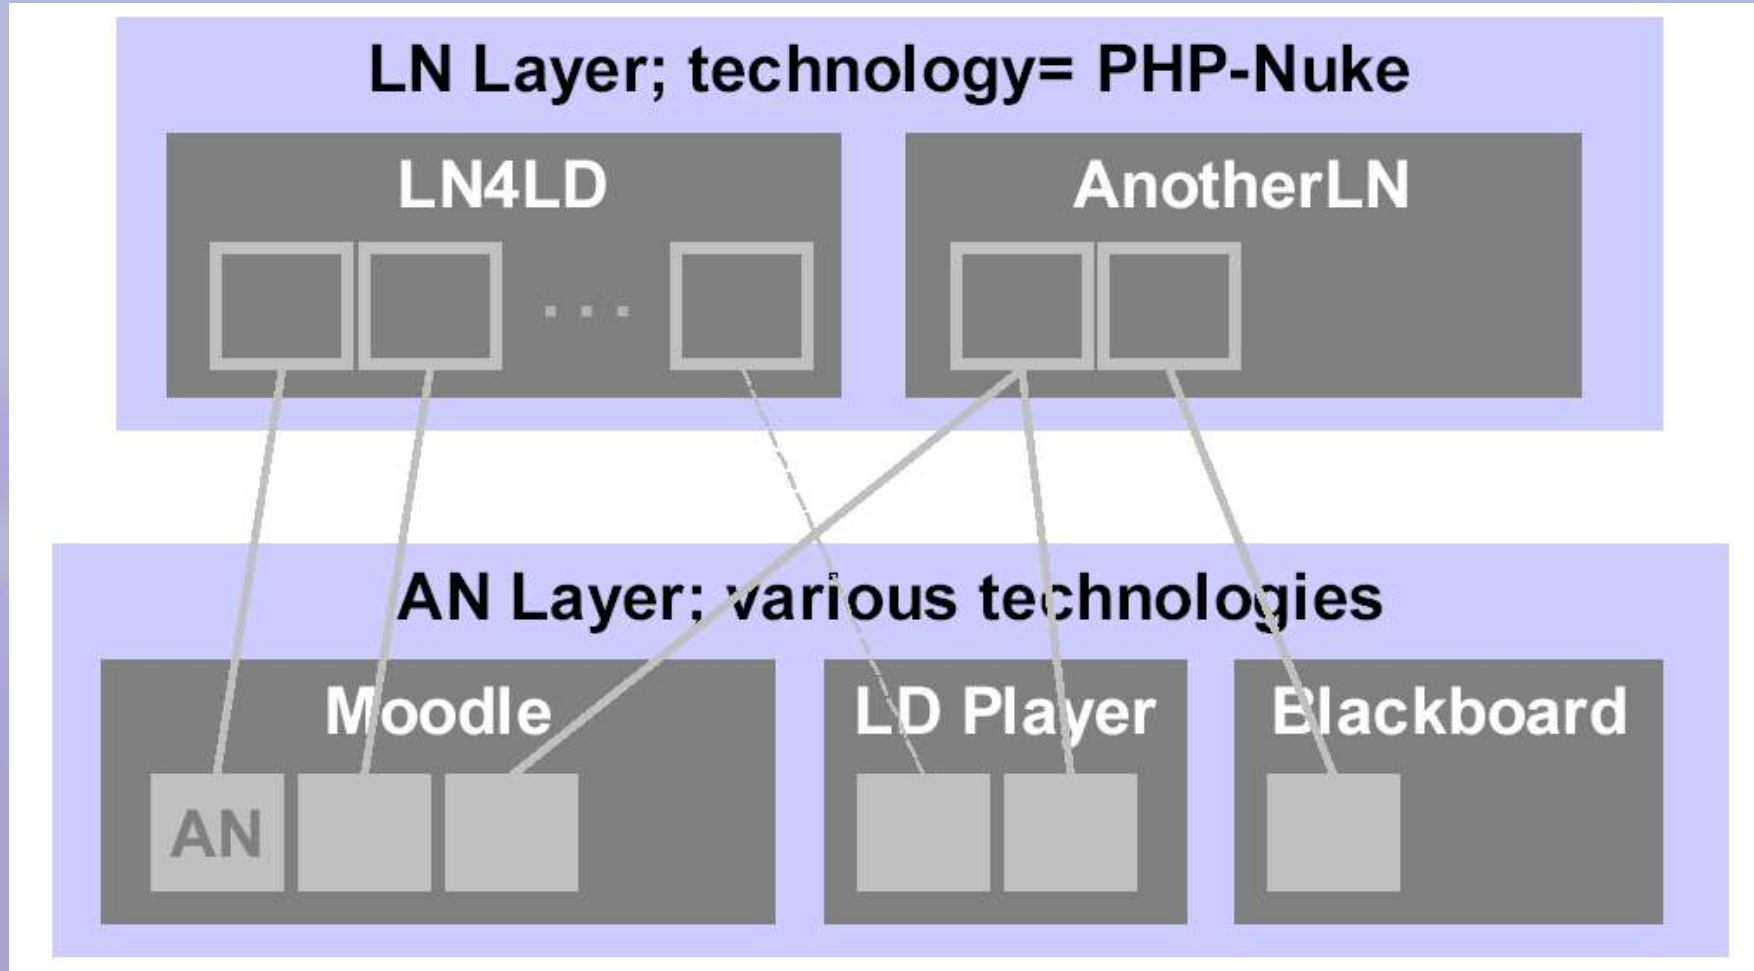 LN Layer; technology= PHP-Nuke
LN4LD
AnotherLN
...
AN Layer; various technologies
Moodle
LD Player
Blackboard
AN